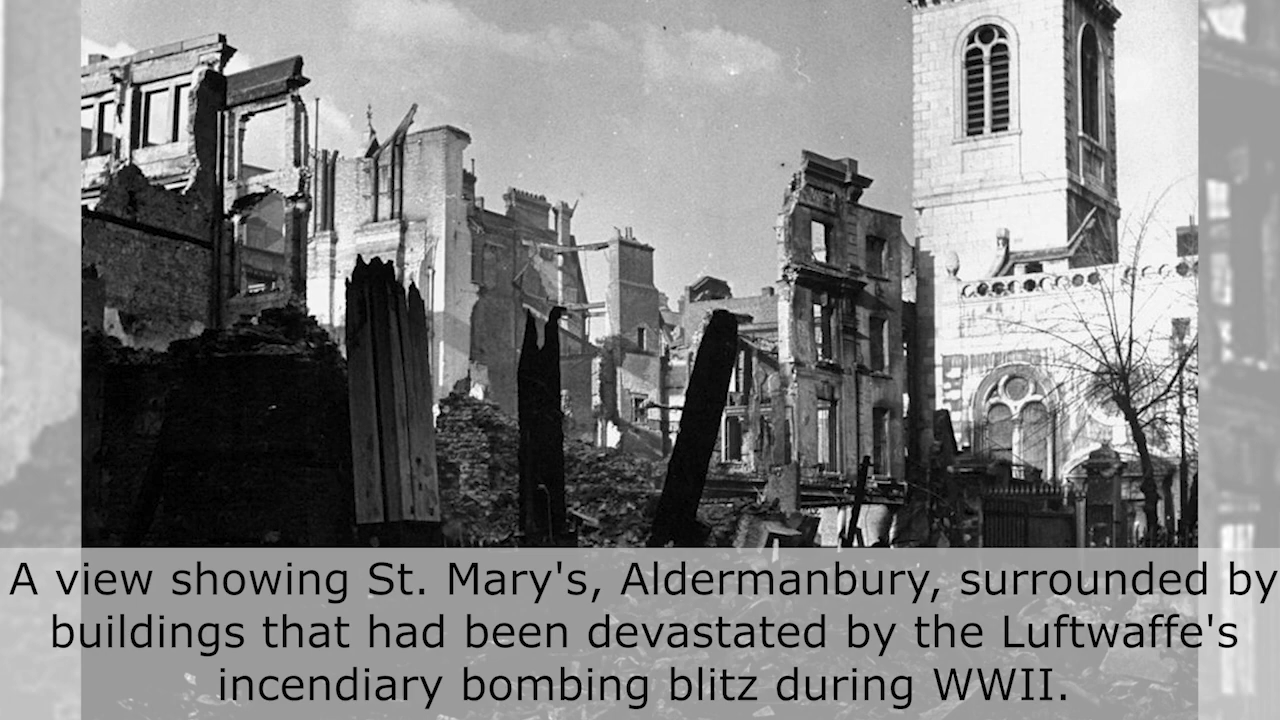 A view showing St. Mary's, Aldermanbury, surrounded by
buildings that had been devastated by the Luftwaffe's
incendiary bombing blitz during WWII.